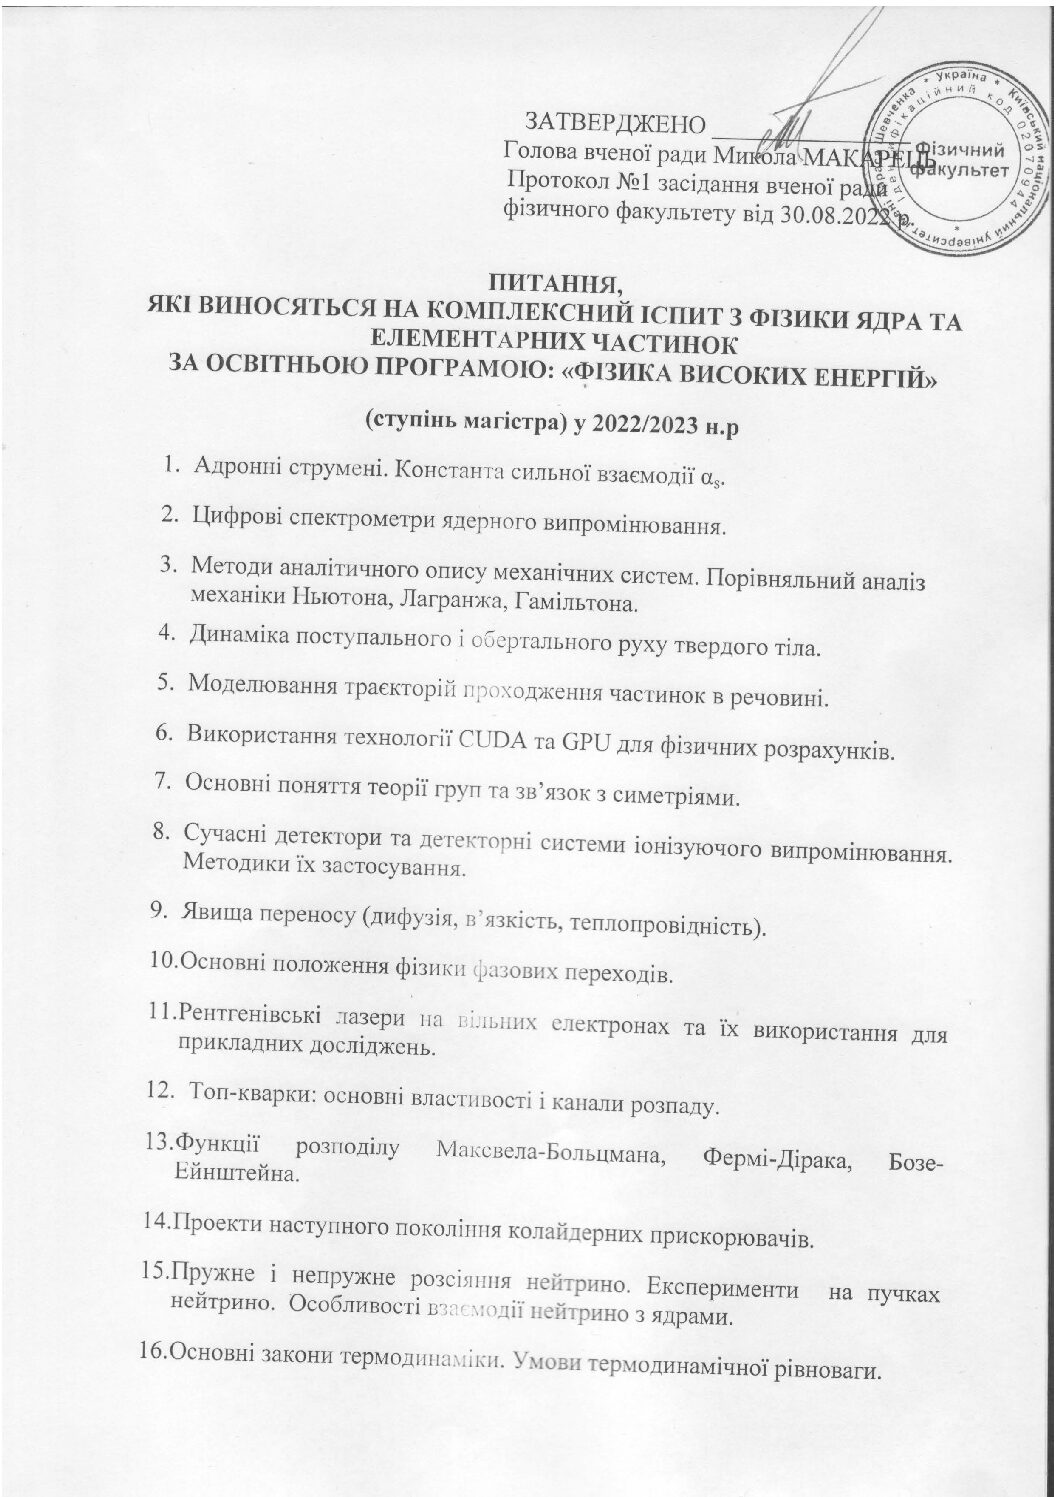 ЗАТВЕРДЖЕНО
Голова вченої ради Микола МАКАРЕЦЬ
Протокол №1 засідання вченої ради
фізичного факультету від 30.08.2022 р.
* Україна * Київський національний університет імені Тараса Шевченка
Ідентифікаційний код 02070944
Фізичний
факультет
*
ПИТАННЯ,
ЯКІ ВИНОСЯТЬСЯ НА КОМПЛЕКСНИЙ ІСПИТ З ФІЗИКИ ЯДРА ТА
ЕЛЕМЕНТАРНИХ ЧАСТИНОК
ЗА ОСВІТНЬОЮ ПРОГРАМОЮ: «ФІЗИКА ВИСОКИХ ЕНЕРГІЙ»
(ступінь магістра) у 2022/2023 н.р
1. Адронні струмені. Константа сильної взаємодії αs.
2. Цифрові спектрометри ядерного випромінювання.
3. Методи аналітичного опису механічних систем. Порівняльний аналіз
механіки Ньютона, Лагранжа, Гамільтона.
4. Динаміка поступального і обертального руху твердого тіла.
5. Моделювання траєкторій проходження частинок в речовині.
6. Використання технології CUDA та GPU для фізичних розрахунків.
7. Основні поняття теорії груп та зв’язок з симетріями.
8. Сучасні детектори та детекторні системи іонізуючого випромінювання.
Методики їх застосування.
9. Явища переносу (дифузія, в’язкість, теплопровідність).
10.Основні положення фізики фазових переходів.
11.Рентгенівські лазери на вільних електронах та їх використання для
прикладних досліджень.
12. Топ-кварки: основні властивості і канали розпаду.
13.Функції розподілу Максвела-Больцмана, Фермі-Дірака, Бозе-
Ейнштейна.
14.Проекти наступного покоління колайдерних прискорювачів.
15.Пружне і непружне розсіяння нейтрино. Експерименти на пучках
нейтрино. Особливості взаємодії нейтрино з ядрами.
16.Основні закони термодинаміки. Умови термодинамічної рівноваги.